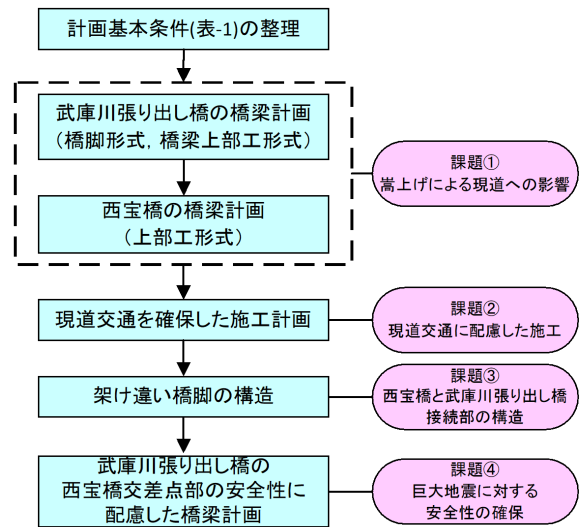 計画基本条件(表-1)の整理
武庫川張り出し橋の橋梁計画
(橋脚形式，橋梁上部工形式)
課題①
嵩上げによる現道への影響
西宝橋の橋梁計画
(上部工形式)
現道交通を確保した施工計画
課題②
現道交通に配慮した施工
架け違い橋脚の構造
課題③
西宝橋と武庫川張り出し橋
接続部の構造
武庫川張り出し橋の
西宝橋交差点部の安全性に
配慮した橋梁計画
課題④
巨大地震に対する
安全性の確保